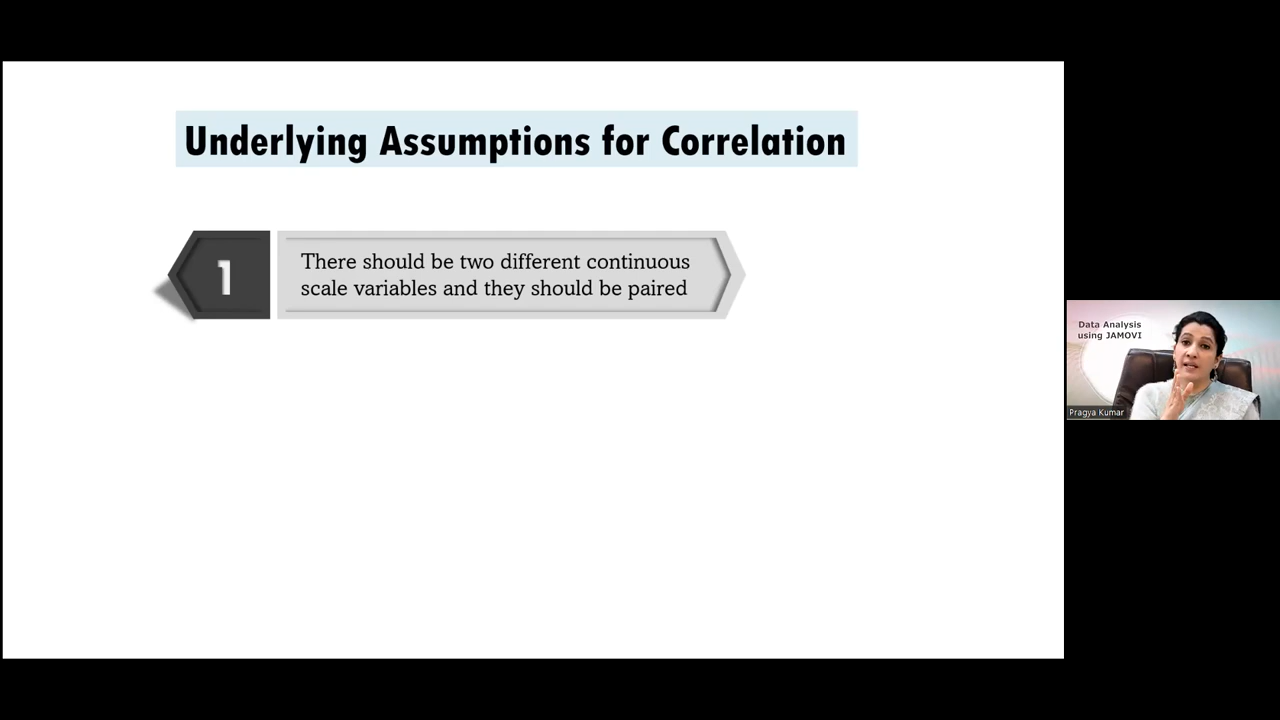 Underlying Assumptions for Correlation
1
There should be two different continuous
scale variables and they should be paired
Data Analysis
using JAMOVI
Pragya Kumar